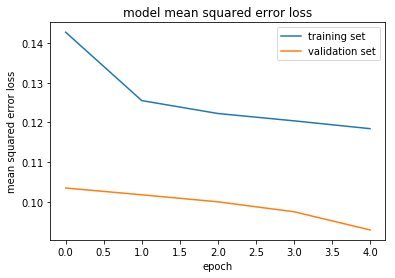 model mean squared error loss
training set
validation set
mean squared error loss
0.14
0.13
0.12
0.11
0.10
0.0 0.5 1.0 1.5 2.0 2.5 3.0 3.5 4.0
epoch